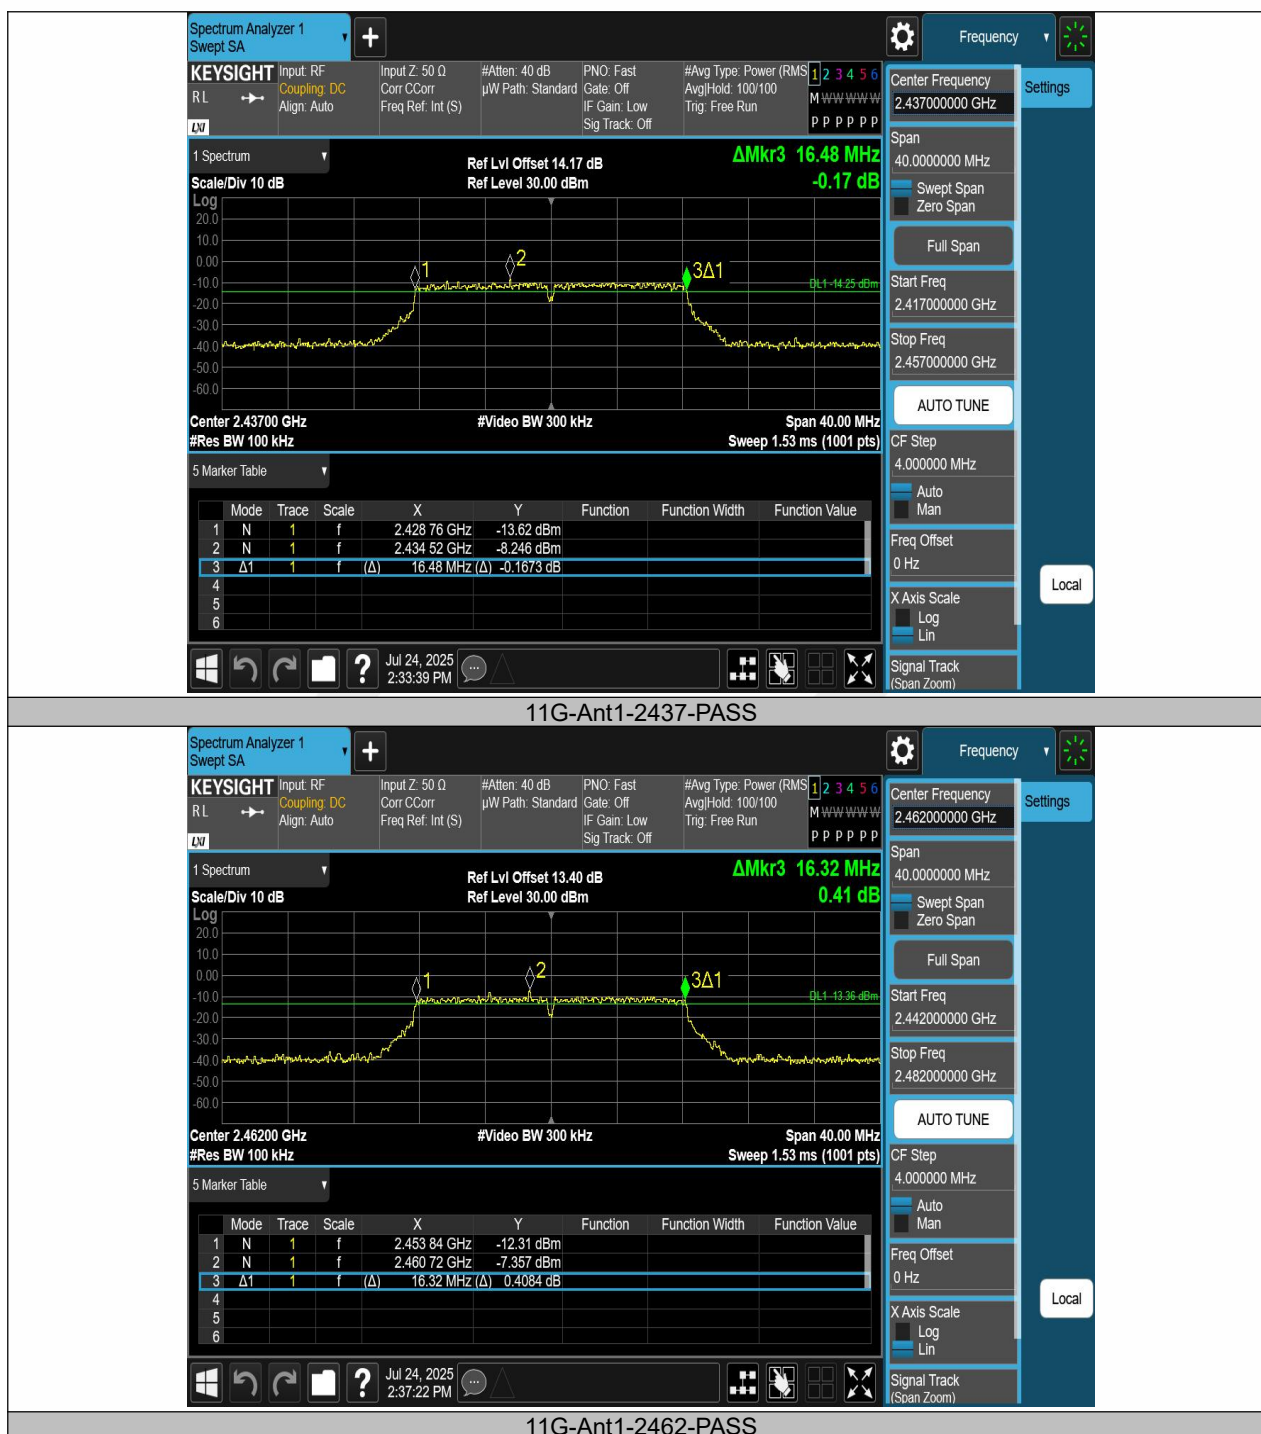 Spectrum Analyzer 1
Swept SA
+
Frequency
KEYSIGHT
RL
LXI
Input: RF
Coupling: DC
Align: Auto
Input Z: 50 Ω
Corr CCorr
Freq Ref: Int (S)
#Atten: 40 dB
µW Path: Standard
PNO: Fast
Gate: Off
IF Gain: Low
Sig Track: Off
#Avg Type: Power (RMS
Avg|Hold: 100/100
Trig: Free Run
1 2 3 4 5 6
M W W W W W
P P P P P P
1 Spectrum
Scale/Div 10 dB
Ref Lvl Offset 14.17 dB
Ref Level 30.00 dBm
ΔMkr3 16.48 MHz
-0.17 dB
Log
20.0
10.0
0.00
-10.0
-20.0
-30.0
-40.0
-50.0
-60.0
1
2
3Δ1
DL1 -14.25 dBm
Center 2.43700 GHz
#Res BW 100 kHz
#Video BW 300 kHz
Span 40.00 MHz
Sweep 1.53 ms (1001 pts)
5 Marker Table
Mode Trace Scale X Y Function Function Width Function Value
1 N 1 f 2.428 76 GHz -13.62 dBm
2 N 1 f 2.434 52 GHz -8.246 dBm
3 Δ1 1 f (Δ) 16.48 MHz (Δ) -0.1673 dB
4
5
6
?
Jul 24, 2025
2:33:39 PM
Center Frequency
2.437000000 GHz
Settings
Span
40.0000000 MHz
Swept Span
Zero Span
Full Span
Start Freq
2.417000000 GHz
Stop Freq
2.457000000 GHz
AUTO TUNE
CF Step
4.000000 MHz
Auto
Man
Freq Offset
0 Hz
X Axis Scale
Log
Lin
Signal Track
(Span Zoom)
Local
11G-Ant1-2437-PASS
Spectrum Analyzer 1
Swept SA
+
Frequency
KEYSIGHT
RL
LXI
Input: RF
Coupling: DC
Align: Auto
Input Z: 50 Ω
Corr CCorr
Freq Ref: Int (S)
#Atten: 40 dB
µW Path: Standard
PNO: Fast
Gate: Off
IF Gain: Low
Sig Track: Off
#Avg Type: Power (RMS
Avg|Hold: 100/100
Trig: Free Run
1 2 3 4 5 6
M W W W W W
P P P P P P
1 Spectrum
Scale/Div 10 dB
Ref Lvl Offset 13.40 dB
Ref Level 30.00 dBm
ΔMkr3 16.32 MHz
0.41 dB
Log
20.0
10.0
0.00
-10.0
-20.0
-30.0
-40.0
-50.0
-60.0
1
2
3Δ1
DL1 -13.36 dBm
Center 2.46200 GHz
#Res BW 100 kHz
#Video BW 300 kHz
Span 40.00 MHz
Sweep 1.53 ms (1001 pts)
5 Marker Table
Mode Trace Scale X Y Function Function Width Function Value
1 N 1 f 2.453 84 GHz -12.31 dBm
2 N 1 f 2.460 72 GHz -7.357 dBm
3 Δ1 1 f (Δ) 16.32 MHz (Δ) 0.4084 dB
4
5
6
?
Jul 24, 2025
2:37:22 PM
Center Frequency
2.462000000 GHz
Settings
Span
40.0000000 MHz
Swept Span
Zero Span
Full Span
Start Freq
2.442000000 GHz
Stop Freq
2.482000000 GHz
AUTO TUNE
CF Step
4.000000 MHz
Auto
Man
Freq Offset
0 Hz
X Axis Scale
Log
Lin
Signal Track
(Span Zoom)
Local
11G-Ant1-2462-PASS